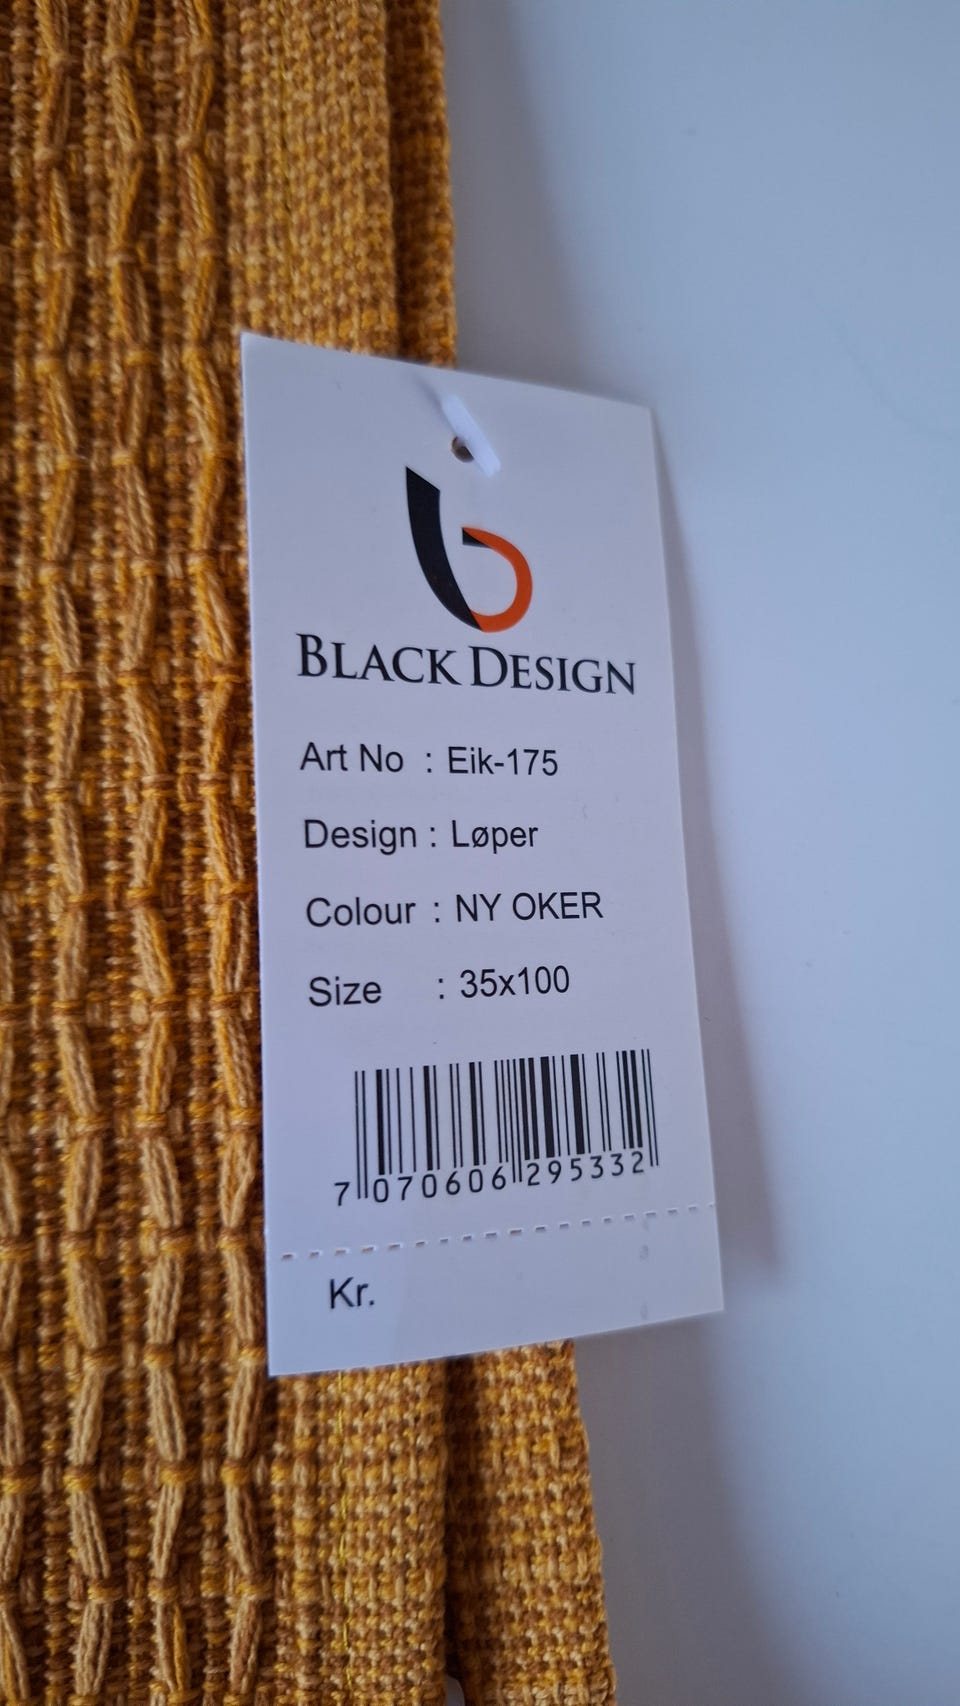 BLACK DESIGN
Art No : Eik-175
Design : Løper
Colour : NY OKER
Size : 35x100
7 070606 295332
Kr.